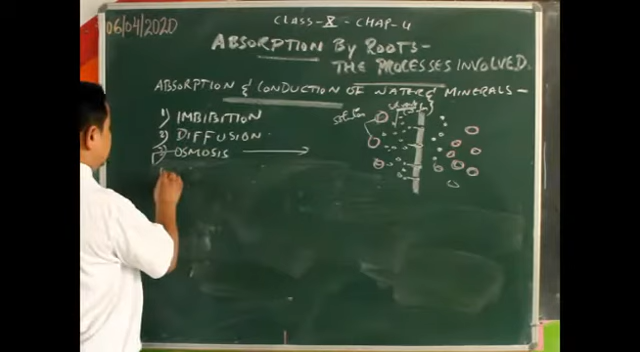 06/04/2020
CLASS-X-CHAP-4
ABSORPTION BY ROOTS-
THE PROCESSES INVOLVED.
ABSORPTION & CONDUCTION OF WATER & MINERALS-
1) IMBIBITION
2) DIFFUSION.
3) OSMOSIS